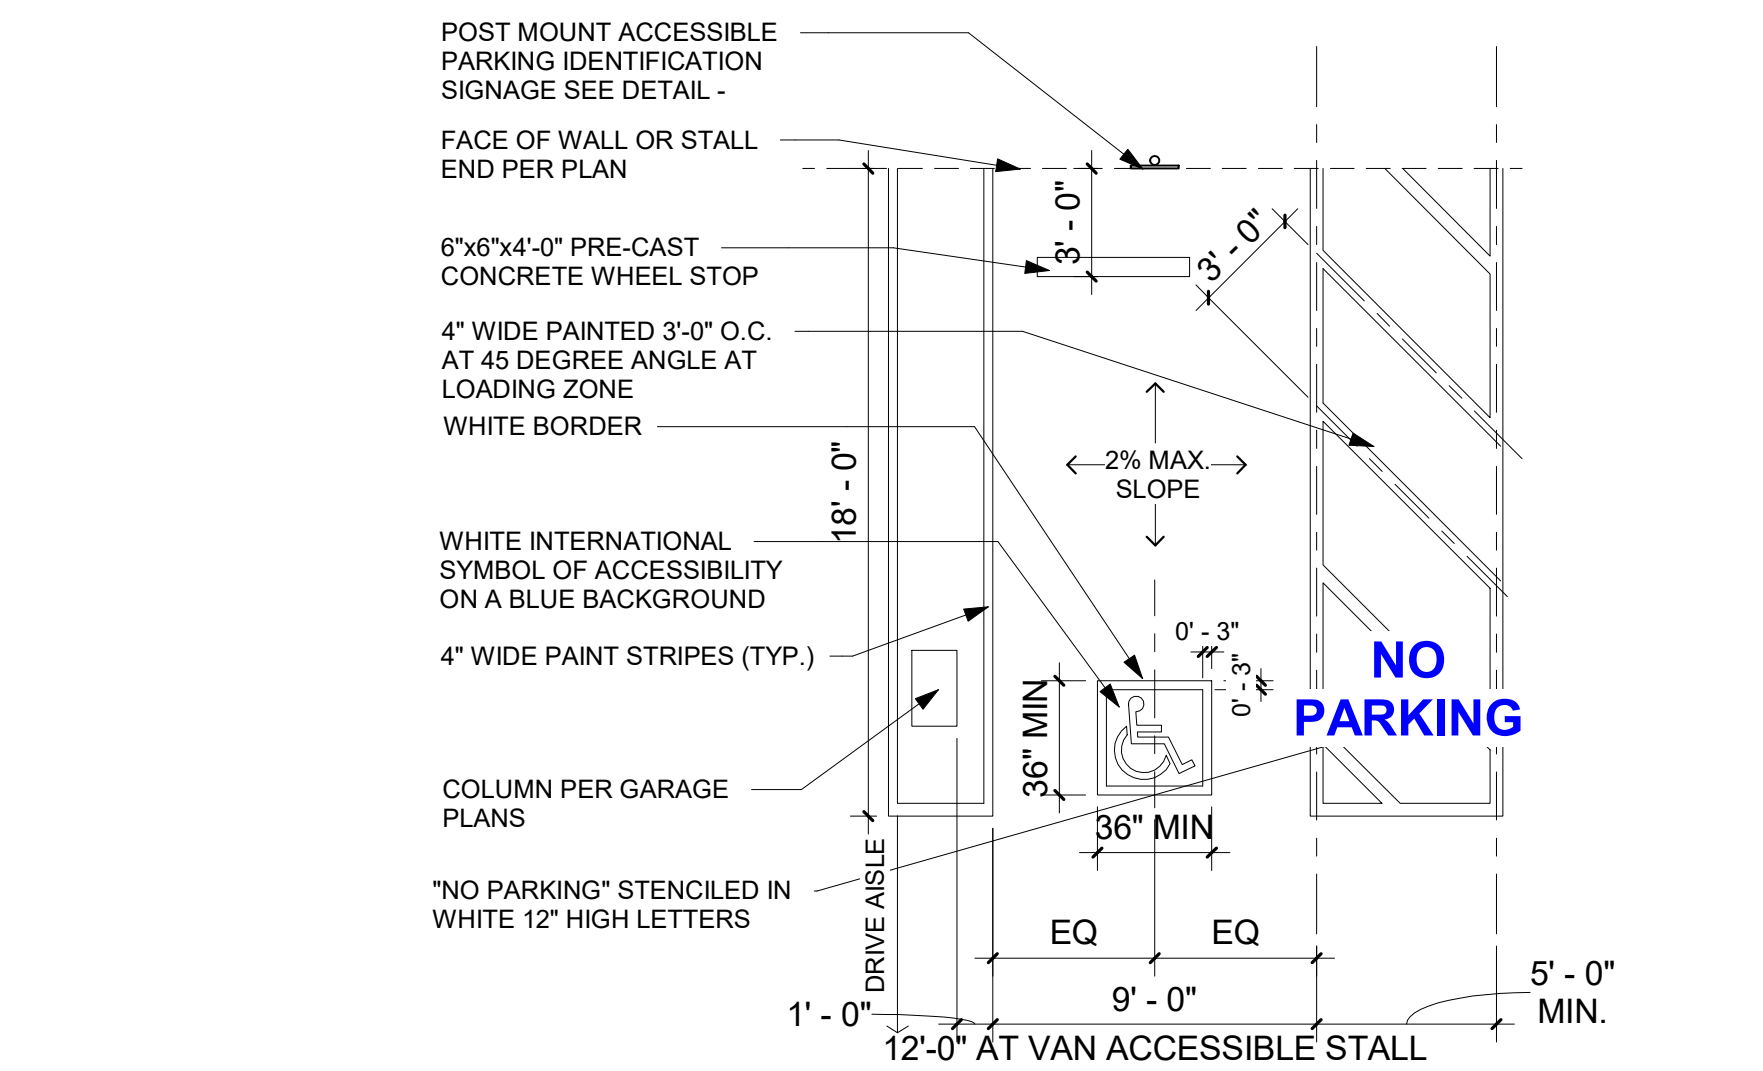 POST MOUNT ACCESSIBLE
PARKING IDENTIFICATION
SIGNAGE SEE DETAIL -
FACE OF WALL OR STALL
END PER PLAN
6"x6"x4'-0" PRE-CAST
CONCRETE WHEEL STOP
4" WIDE PAINTED 3'-0" O.C.
AT 45 DEGREE ANGLE AT
LOADING ZONE
WHITE BORDER
WHITE INTERNATIONAL
SYMBOL OF ACCESSIBILITY
ON A BLUE BACKGROUND
4" WIDE PAINT STRIPES (TYP.)
COLUMN PER GARAGE
PLANS
"NO PARKING" STENCILED IN
WHITE 12" HIGH LETTERS
18' - 0"
3' - 0"
3' - 0"
2% MAX.
SLOPE
0' - 3"
0' - 3"
36" MIN
36" MIN
NO
PARKING
DRIVE AISLE
EQ
EQ
1' - 0"
9' - 0"
5' - 0"
MIN.
12'-0" AT VAN ACCESSIBLE STALL